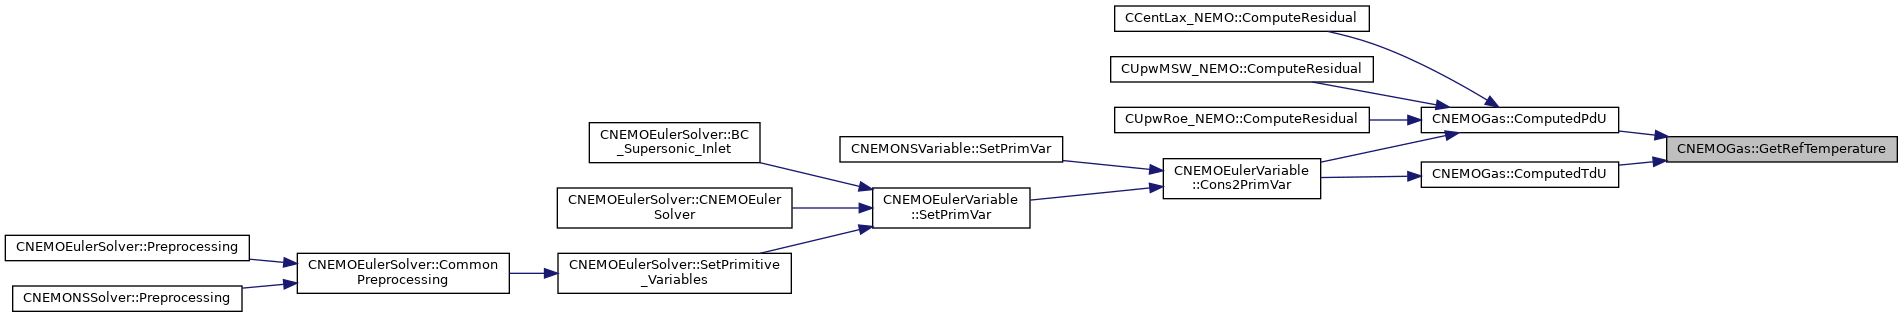 CCentLax_NEMO::ComputeResidual
CUpwMSW_NEMO::ComputeResidual
CUpwRoe_NEMO::ComputeResidual
CNEMOGas::ComputedPdU
CNEMOEulerSolver::BC
_Supersonic_Inlet
CNEMONSVariable::SetPrimVar
CNEMOGas::GetRefTemperature
CNEMOEulerVariable
::Cons2PrimVar
CNEMOGas::ComputedTdU
CNEMOEulerSolver::CNEMOEuler
Solver
CNEMOEulerVariable
::SetPrimVar
CNEMOEulerSolver::Preprocessing
CNEMOEulerSolver::Common
Preprocessing
CNEMOEulerSolver::SetPrimitive
_Variables
CNEMONSSolver::Preprocessing